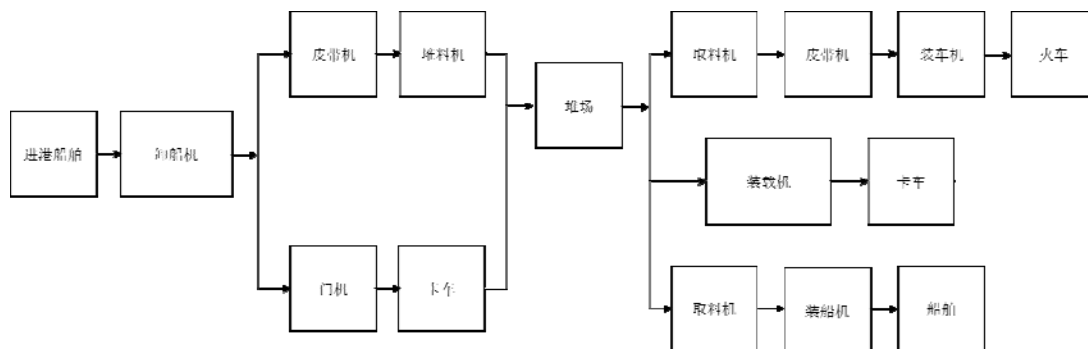 进港船舶
卸船机
皮带机
堆料机
门机
卡车
堆场
取料机
皮带机
装车机
火车
装载机
卡车
取料机
装船机
船舶